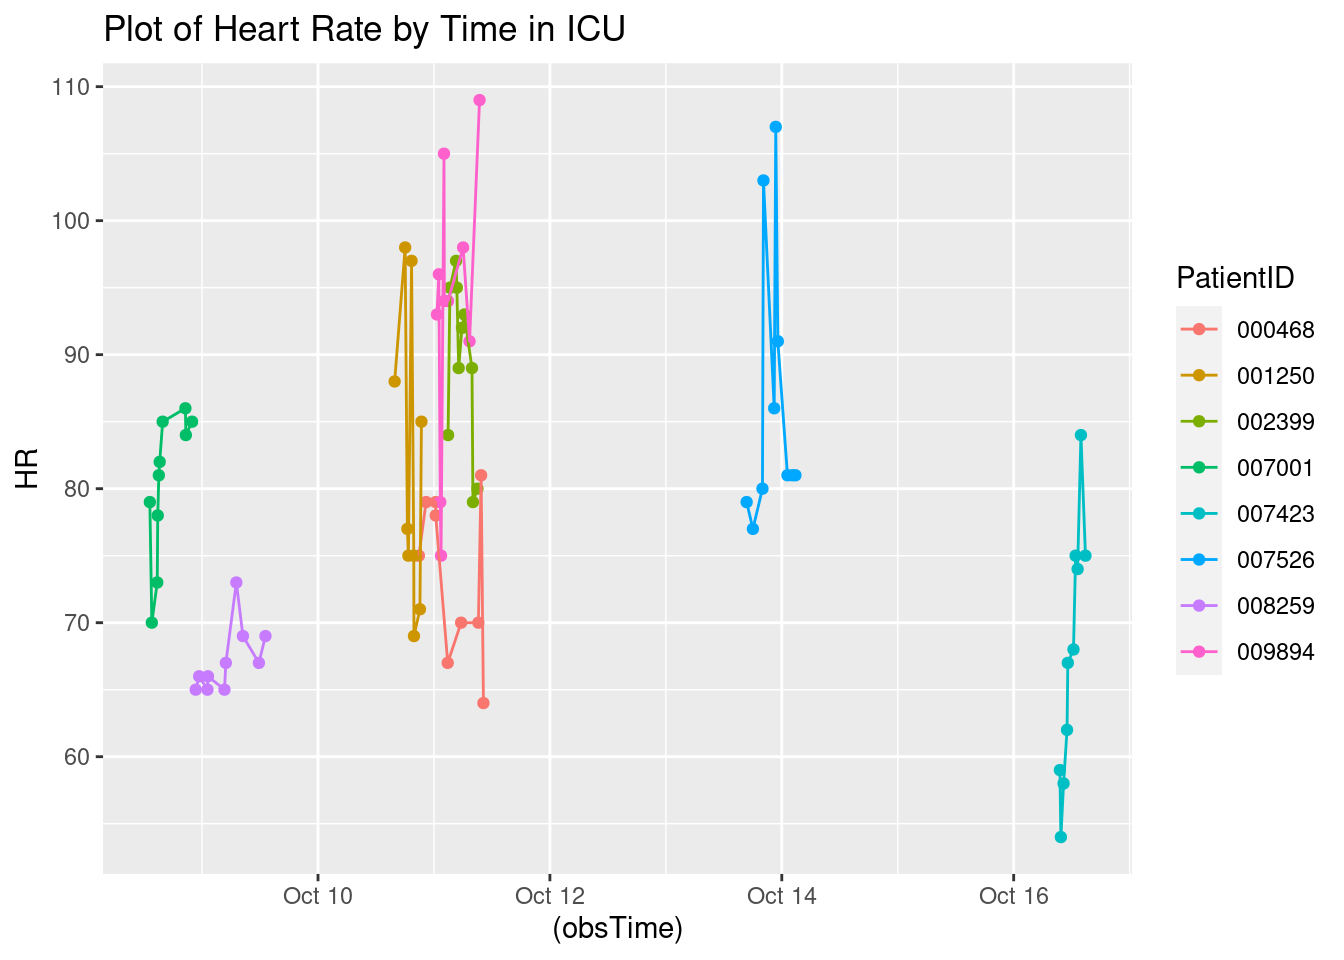 Plot of Heart Rate by Time in ICU
110
100
90
80
70
60
HR
Oct 10
Oct 12
Oct 14
Oct 16
(obsTime)
PatientID
000468
001250
002399
007001
007423
007526
008259
009894